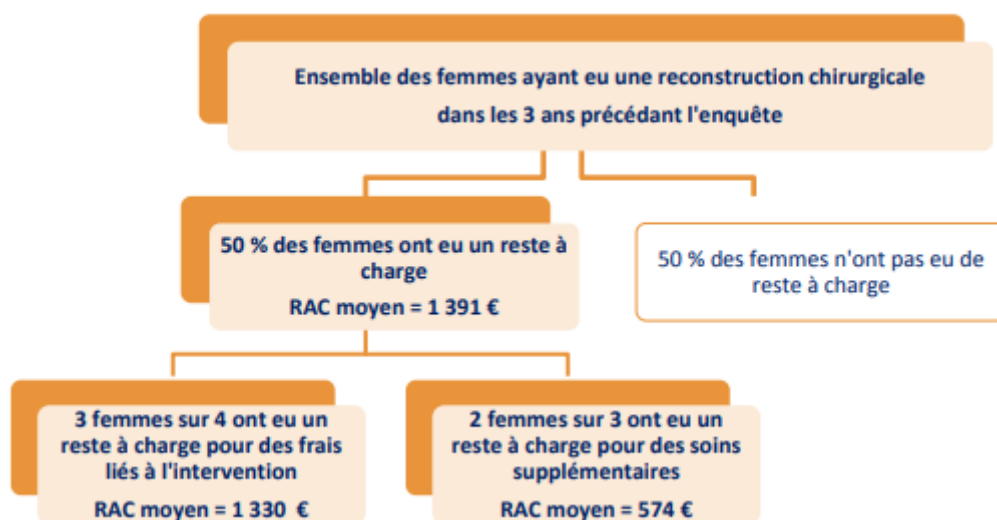 Ensemble des femmes ayant eu une reconstruction chirurgicale
dans les 3 ans précédant l'enquête
50 % des femmes ont eu un reste à
charge
RAC moyen = 1 391 €
50 % des femmes n'ont pas eu de
reste à charge
3 femmes sur 4 ont eu un
reste à charge pour des frais
liés à l'intervention
RAC moyen = 1 330 €
2 femmes sur 3 ont eu un
reste à charge pour des soins
supplémentaires
RAC moyen = 574 €